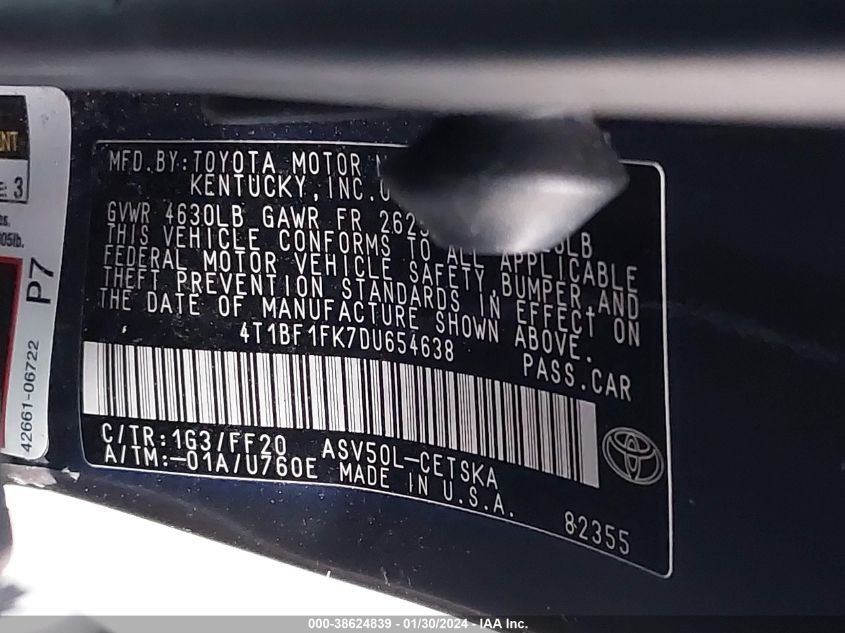 MFD.BY:TOYOTA MOTOR
KENTUCKY, INC.
GVWR 4630LB GAWR FR
THIS VEHICLE CONFORMS TO ALL APPLICABLE
FEDERAL MOTOR VEHICLE SAFETY,BUMPER,AND
THEFT PREVENTION STANDARDS IN EFFECT ON
THE DATE OF MANUFACTURE SHOWN ABOVE.
4T1BF1FK7DU654638
PASS.CAR
C/TR:1G3/FF20 ASV50L-CETSKA
A/TM:-01A/U760E MADE IN U.S.A.
82355
3
P7
42661-06722
000-38624839 - 01/30/2024 - IAA Inc.